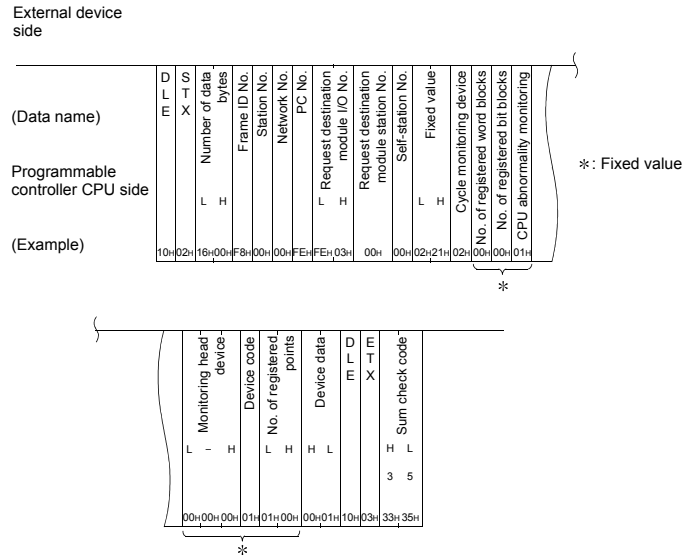 External device
side
(Data name)
Programmable
controller CPU side
(Example)
D
L
E
S
T
X
Number of data
bytes
Frame ID No.
Station No.
Network No.
PC No.
Request destination
module I/O No.
Request destination
module station No.
Self-station No.
Fixed value
Cycle monitoring device
No. of registered word blocks
No. of registered bit blocks
CPU abnormality monitoring
L H L H L H
10H 02H 16H 00H F8H 00H 00H FEH FEH 03H 00H 00H 02H 21H 02H 00H 00H 01H
*
*: Fixed value
Monitoring head
device
Device code
No. of registered
points
Device data
D
L
E
E
T
X
Sum check code
L – H L H H L H L
3 5
00H 00H 00H 01H 01H 00H 00H 01H 10H 03H 33H 35H
*